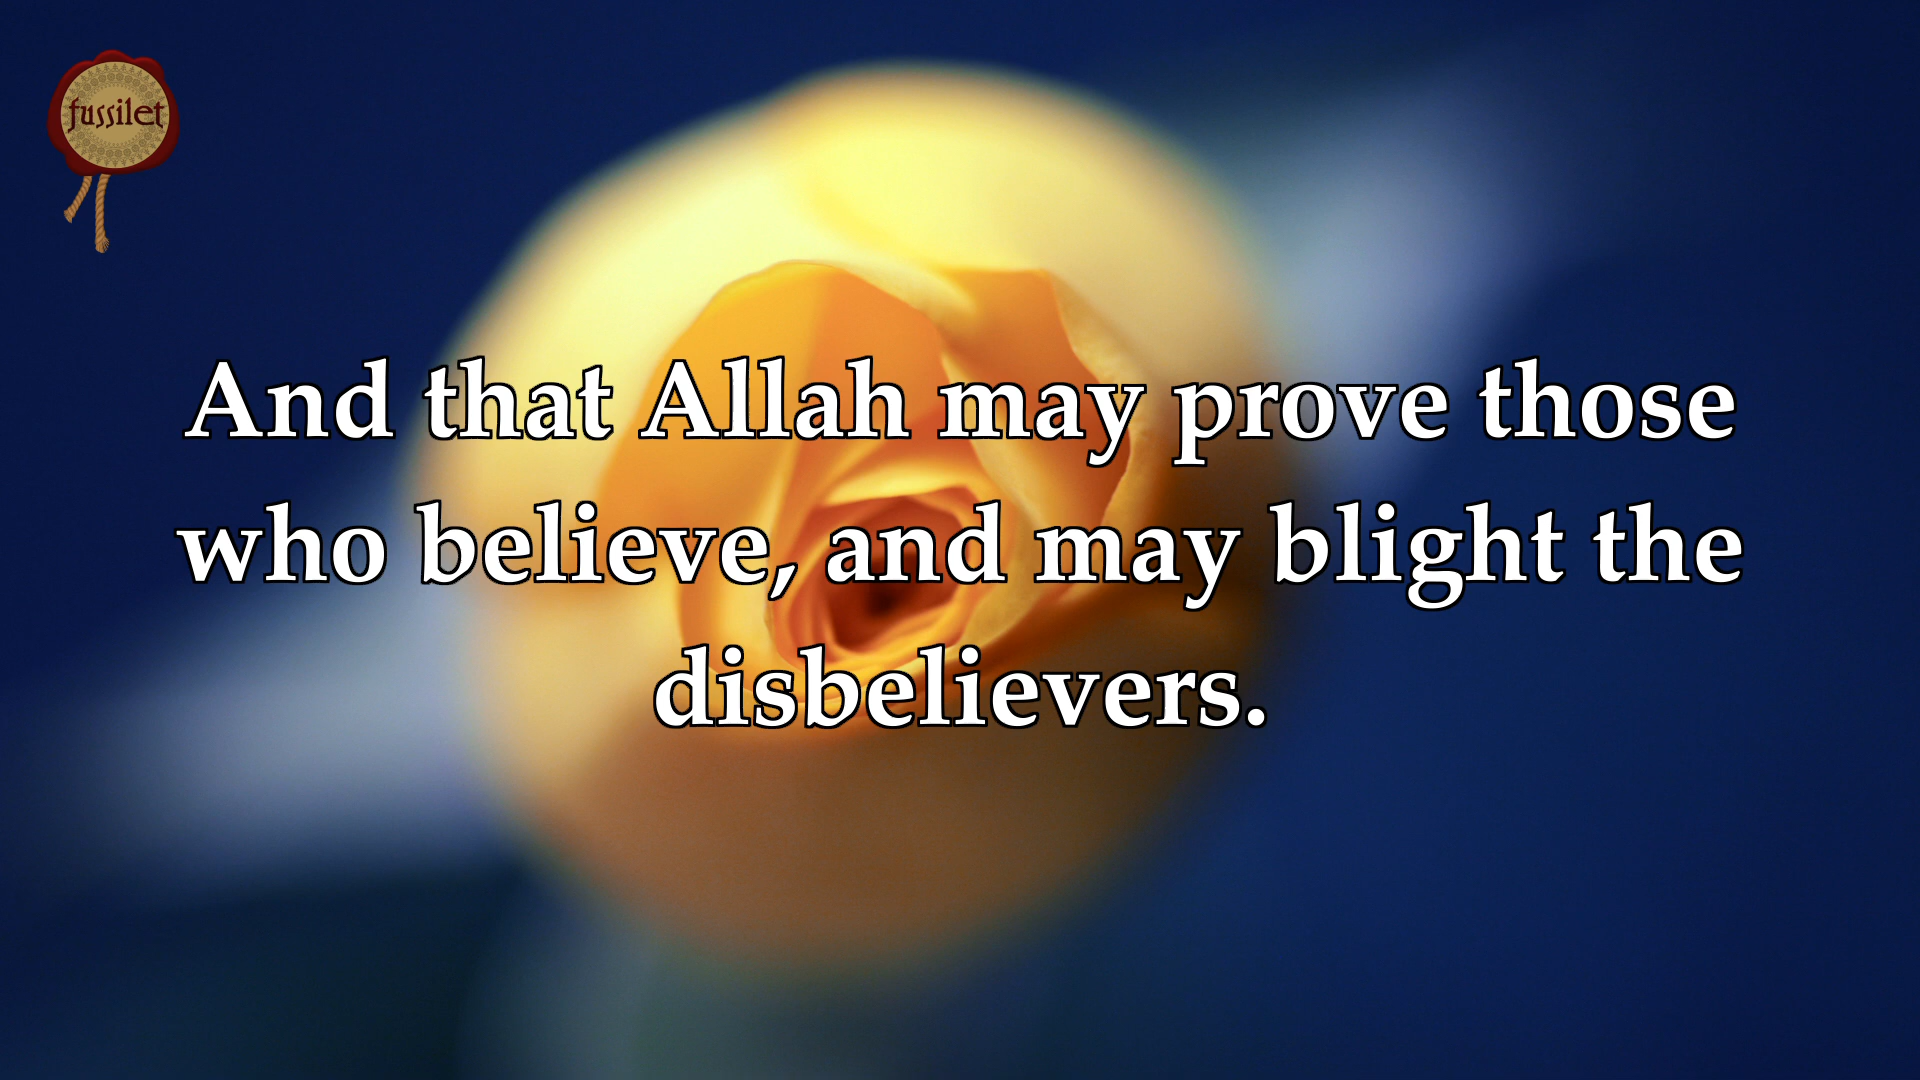 fussilet
And that Allah may prove those
who believe, and may blight the
disbelievers.